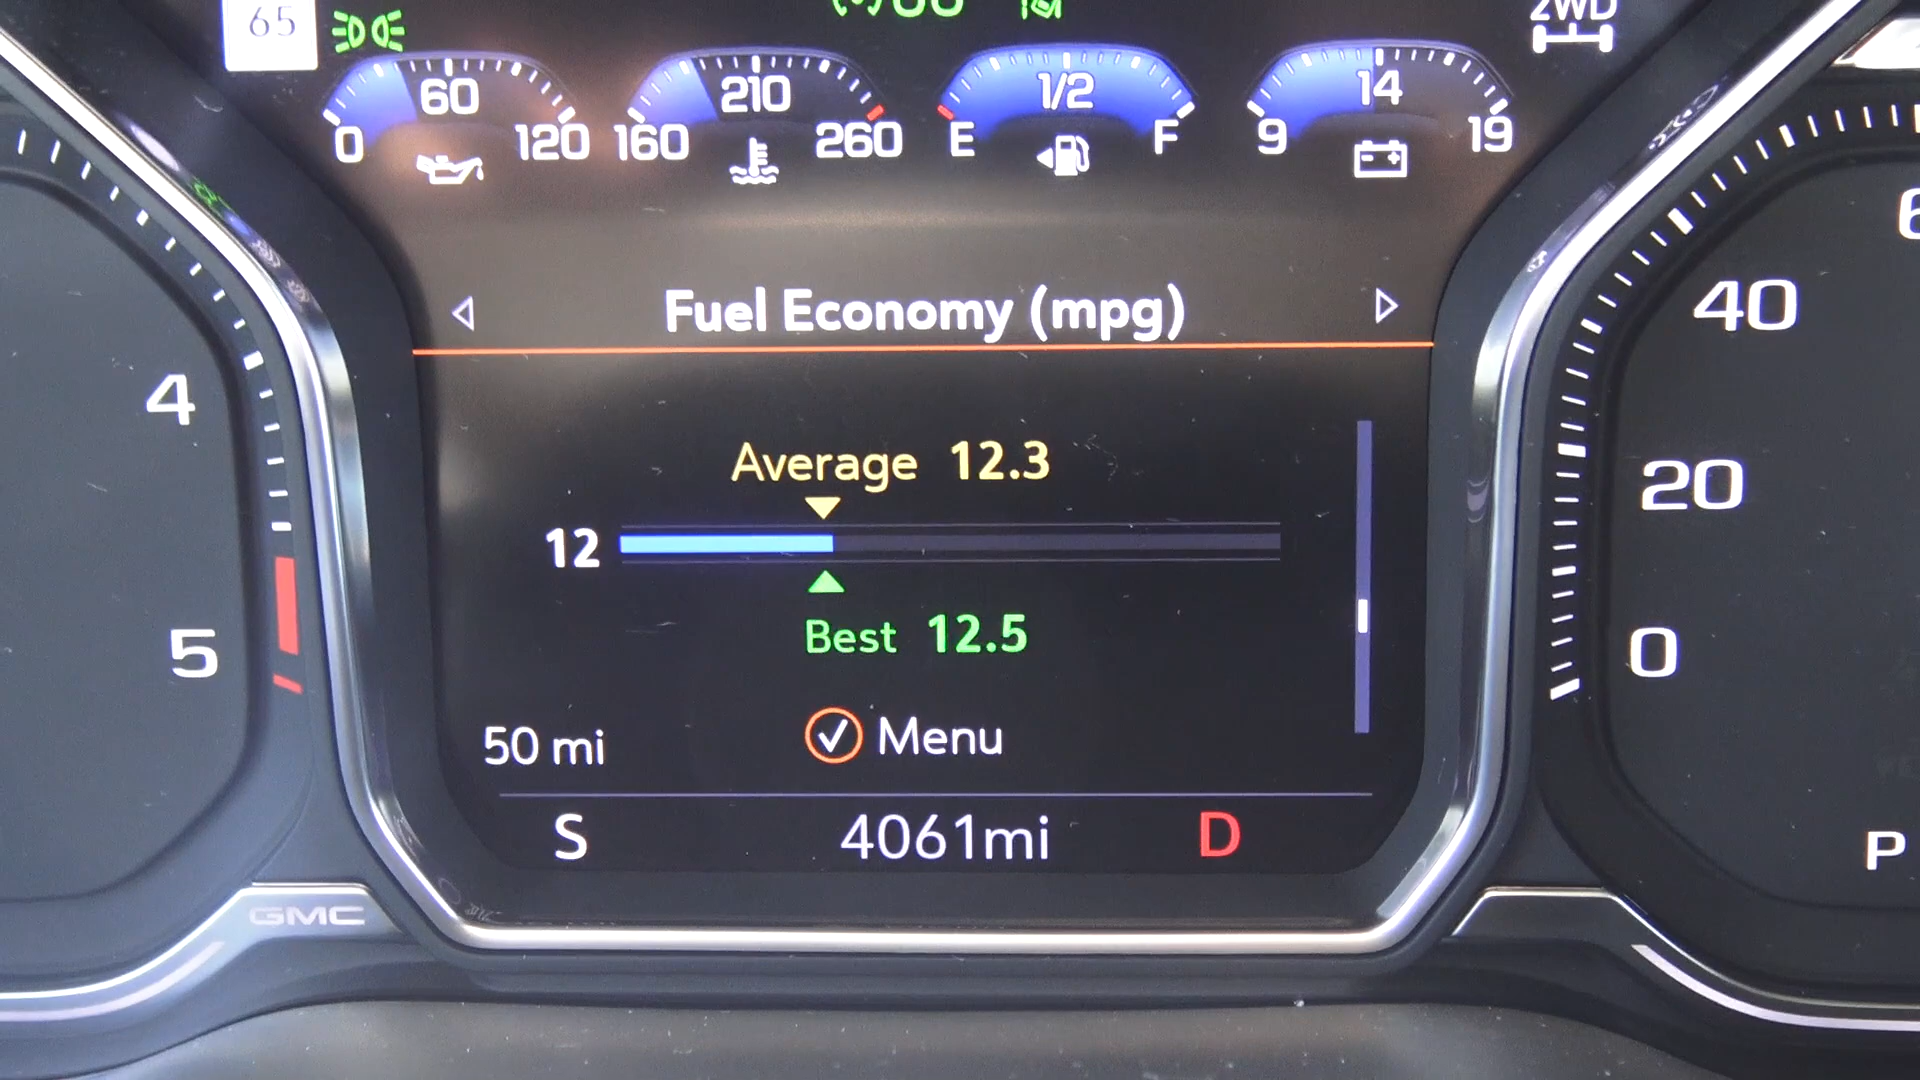 65
60
0 120
210
160 260
1/2
E F
14
9 19
2WD
Fuel Economy (mpg)
Average 12.3
12
Best 12.5
50 mi
Menu
S 4061mi D
4
5
40
20
0
P
GMC